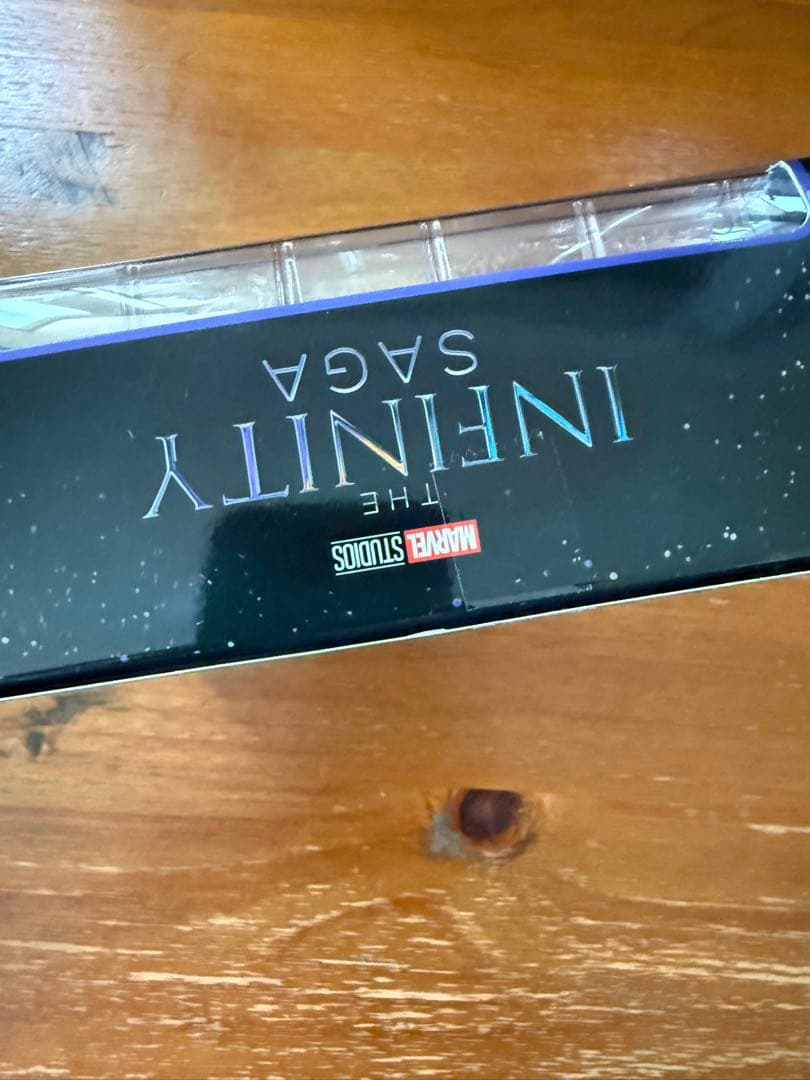 MARVEL STUDIOS
THE
INFINITY
SAGA